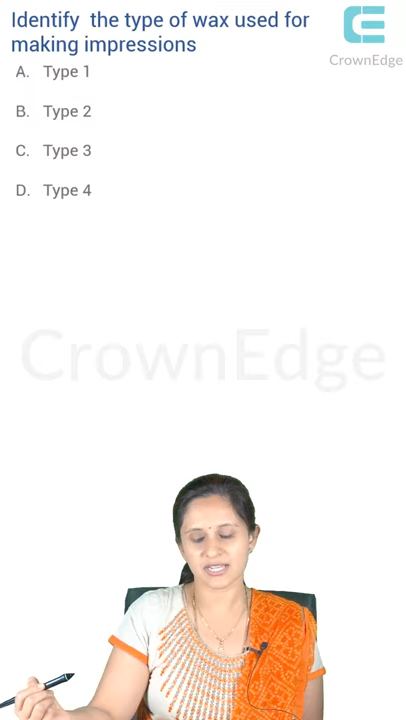 Identify the type of wax used for
making impressions
CrownEdge
A. Type 1
B. Type 2
C. Type 3
D. Type 4
CrownEdge